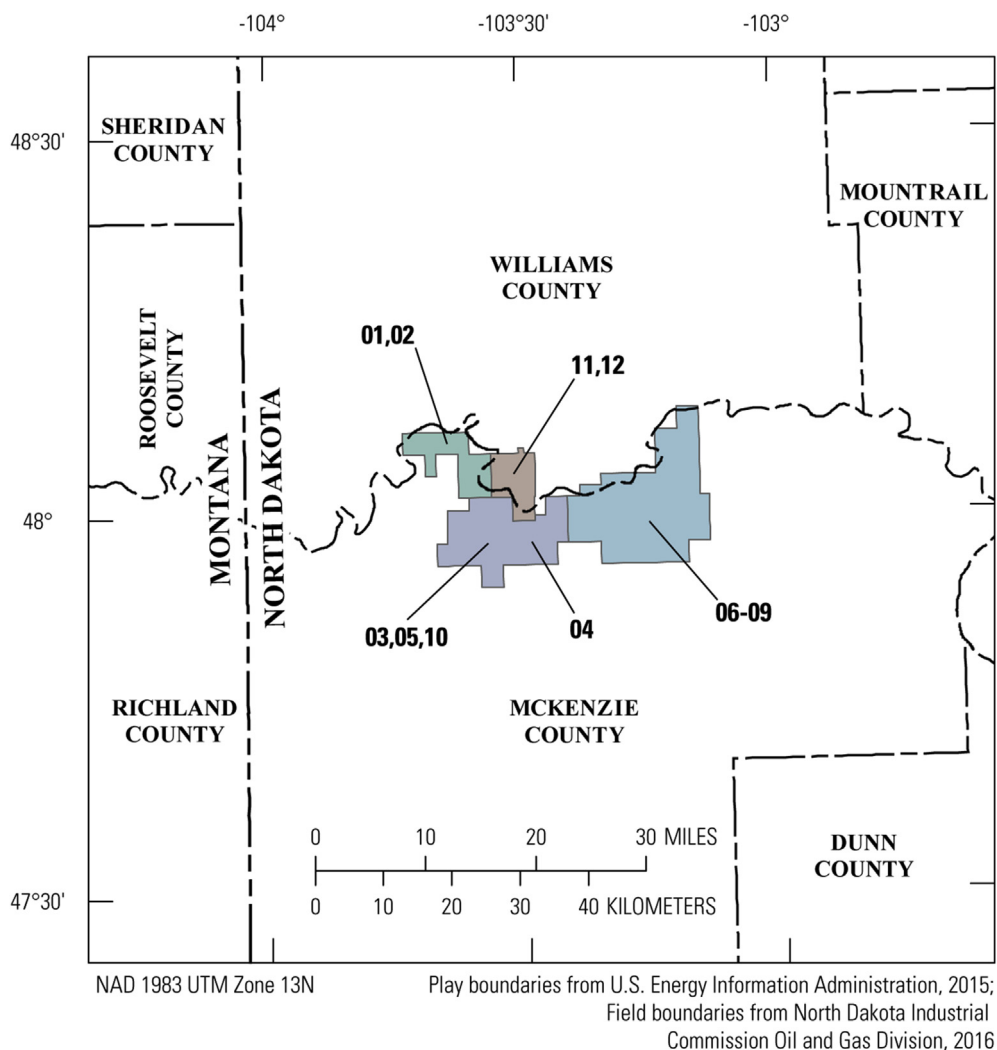 -104° -103°30' -103°
48°30'
SHERIDAN
COUNTY
MOUNTRAIL
COUNTY
WILLIAMS
COUNTY
ROOSEVELT
COUNTY
01,02
11,12
MONTANA
NORTH DAKOTA
48°
06-09
03,05,10
04
RICHLAND
COUNTY
MCKENZIE
COUNTY
0 10 20 30 MILES
0 10 20 30 40 KILOMETERS
DUNN
COUNTY
47°30'
NAD 1983 UTM Zone 13N
Play boundaries from U.S. Energy Information Administration, 2015;
Field boundaries from North Dakota Industrial
Commission Oil and Gas Division, 2016